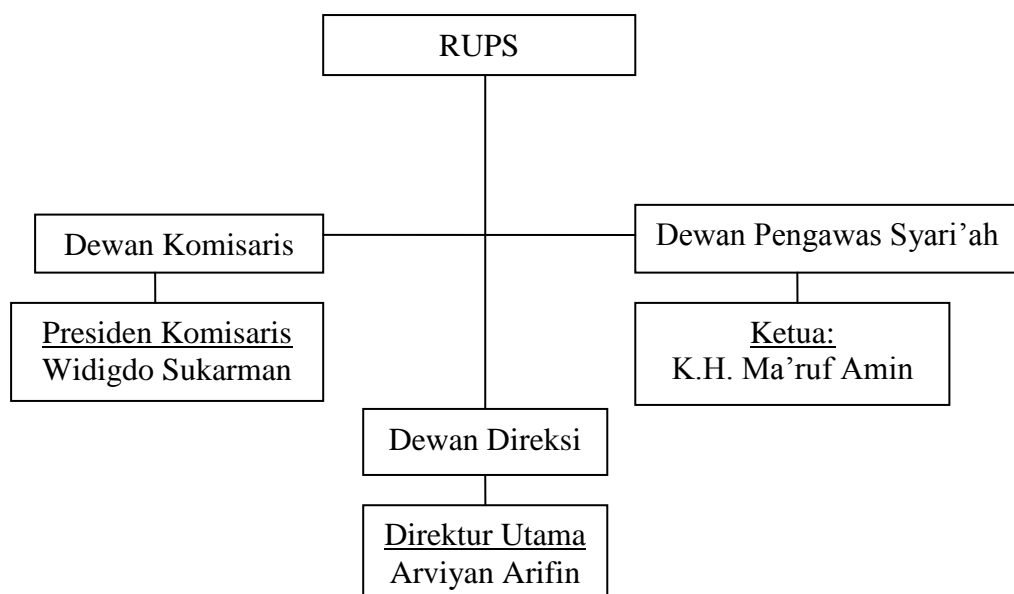 RUPS
Dewan Komisaris
Dewan Pengawas Syari’ah
Presiden Komisaris
Widigdo Sukarman
Ketua:
K.H. Ma’ruf Amin
Dewan Direksi
Direktur Utama
Arviyan Arifin